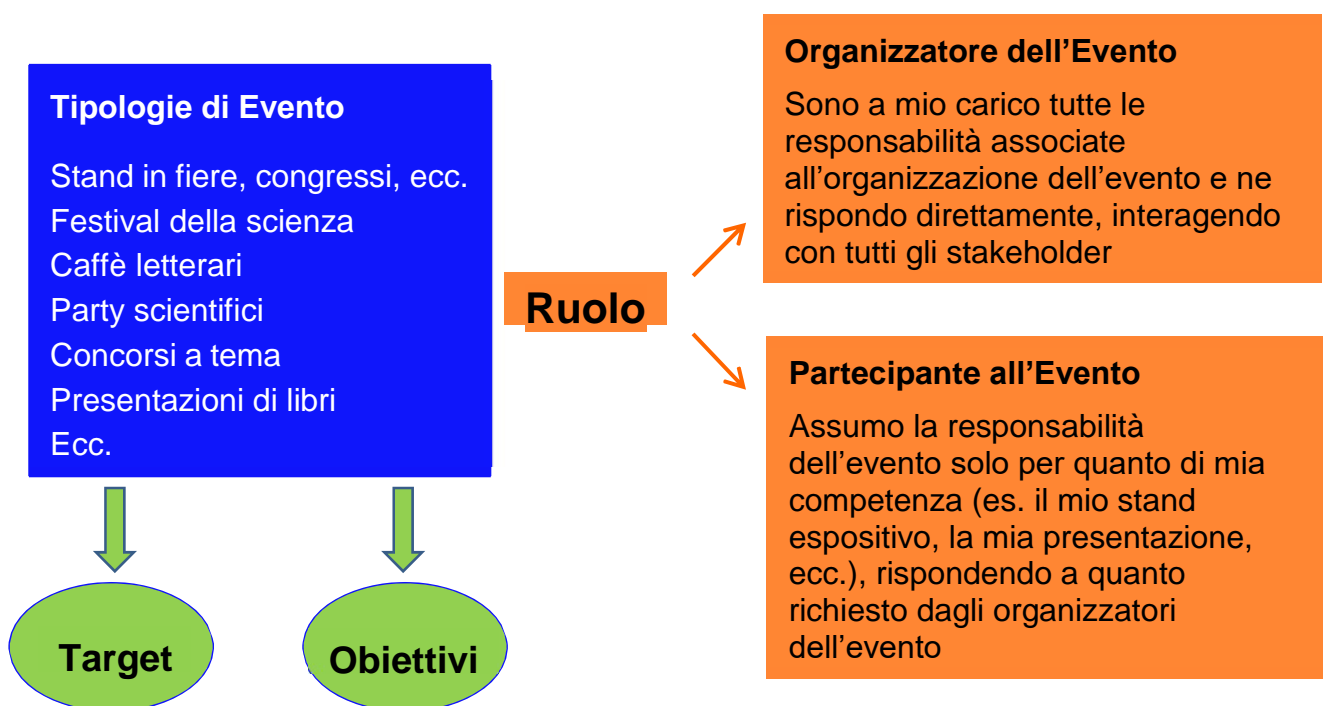 Tipologie di Evento
Stand in fiere, congressi, ecc.
Festival della scienza
Caffè letterari
Party scientifici
Concorsi a tema
Presentazioni di libri
Ecc.
Target
Obiettivi
Ruolo
Organizzatore dell’Evento
Sono a mio carico tutte le
responsabilità associate
all’organizzazione dell’evento e ne
rispondo direttamente, interagendo
con tutti gli stakeholder
Partecipante all’Evento
Assumo la responsabilità
dell’evento solo per quanto di mia
competenza (es. il mio stand
espositivo, la mia presentazione,
ecc.), rispondendo a quanto
richiesto dagli organizzatori
dell’evento